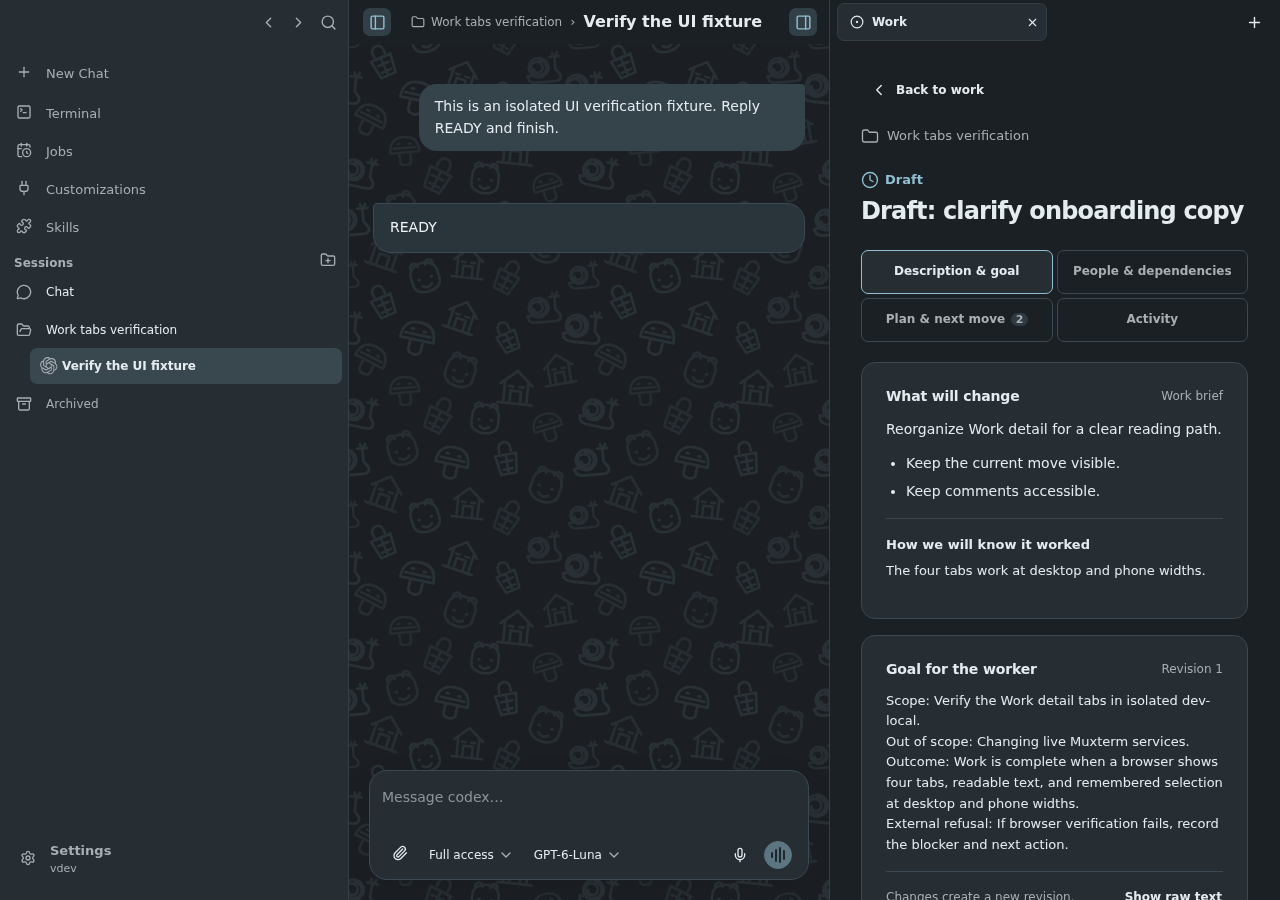 New Chat
Terminal
Jobs
Customizations
Skills
Sessions
Chat
Work tabs verification
Verify the UI fixture
Archived
Settings
vdev
Work tabs verification › Verify the UI fixture
This is an isolated UI verification fixture. Reply
READY and finish.
READY
Message codex…
Full access
GPT-6-Luna
Work
Back to work
Work tabs verification
Draft
Draft: clarify onboarding copy
Description & goal
People & dependencies
Plan & next move 2
Activity
What will change
Work brief
Reorganize Work detail for a clear reading path.
• Keep the current move visible.
• Keep comments accessible.
How we will know it worked
The four tabs work at desktop and phone widths.
Goal for the worker
Revision 1
Scope: Verify the Work detail tabs in isolated dev-
local.
Out of scope: Changing live Muxterm services.
Outcome: Work is complete when a browser shows
four tabs, readable text, and remembered selection
at desktop and phone widths.
External refusal: If browser verification fails, record
the blocker and next action.
Changes create a new revision.
Show raw text